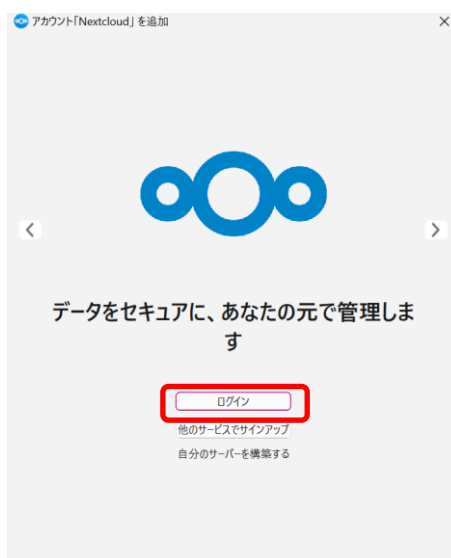 アカウント「Nextcloud」を追加
データをセキュアに、あなたの元で管理しま
す
ログイン
他のサービスでサインアップ
自分のサーバーを構築する